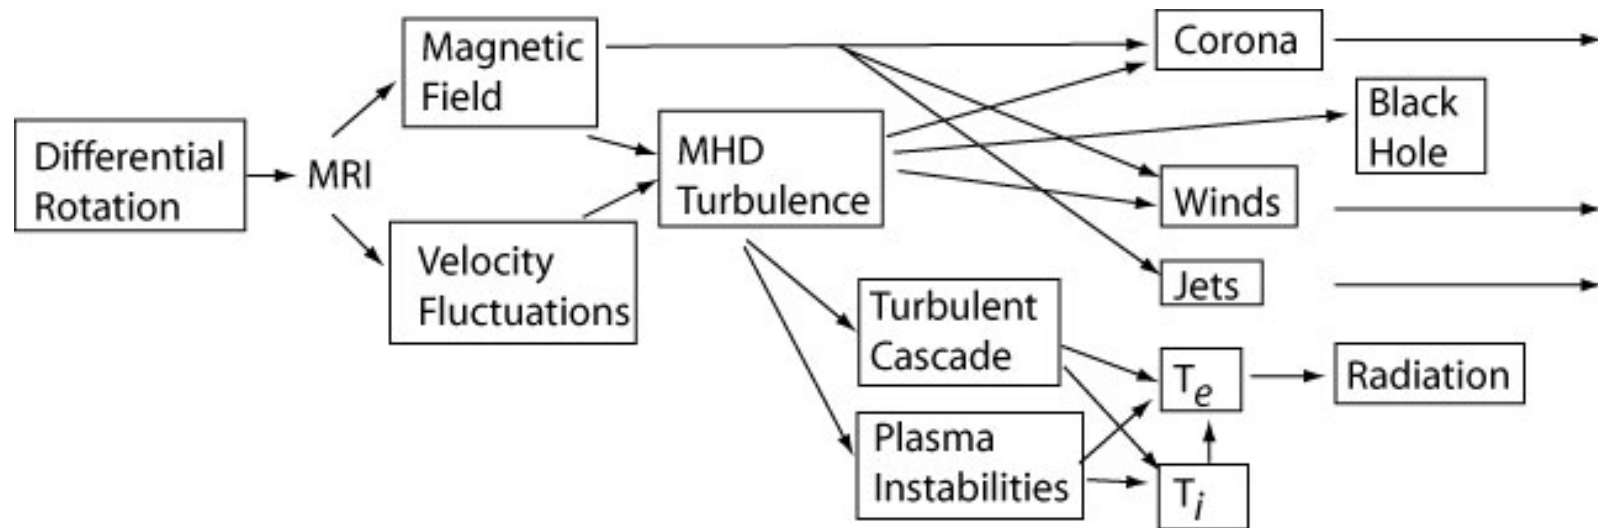 Differential
Rotation
MRI
Magnetic
Field
Velocity
Fluctuations
MHD
Turbulence
Turbulent
Cascade
Plasma
Instabilities
Corona
Black
Hole
Winds
Jets
Te
Ti
Radiation